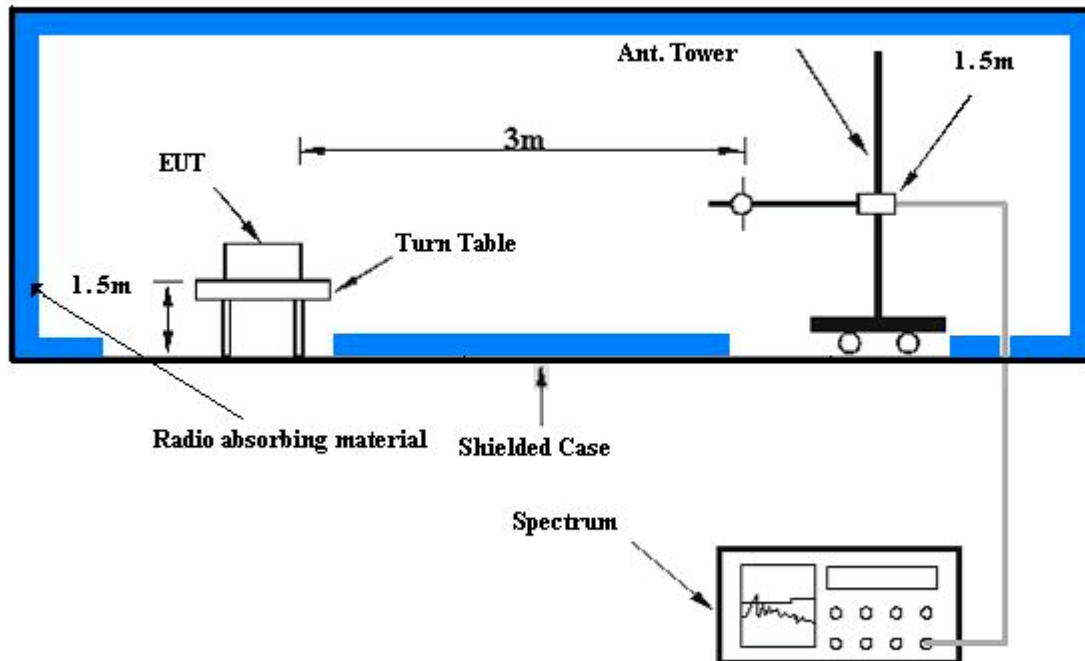 Ant. Tower
1.5m
3m
EUT
Turn Table
1.5m
Radio absorbing material
Shielded Case
Spectrum